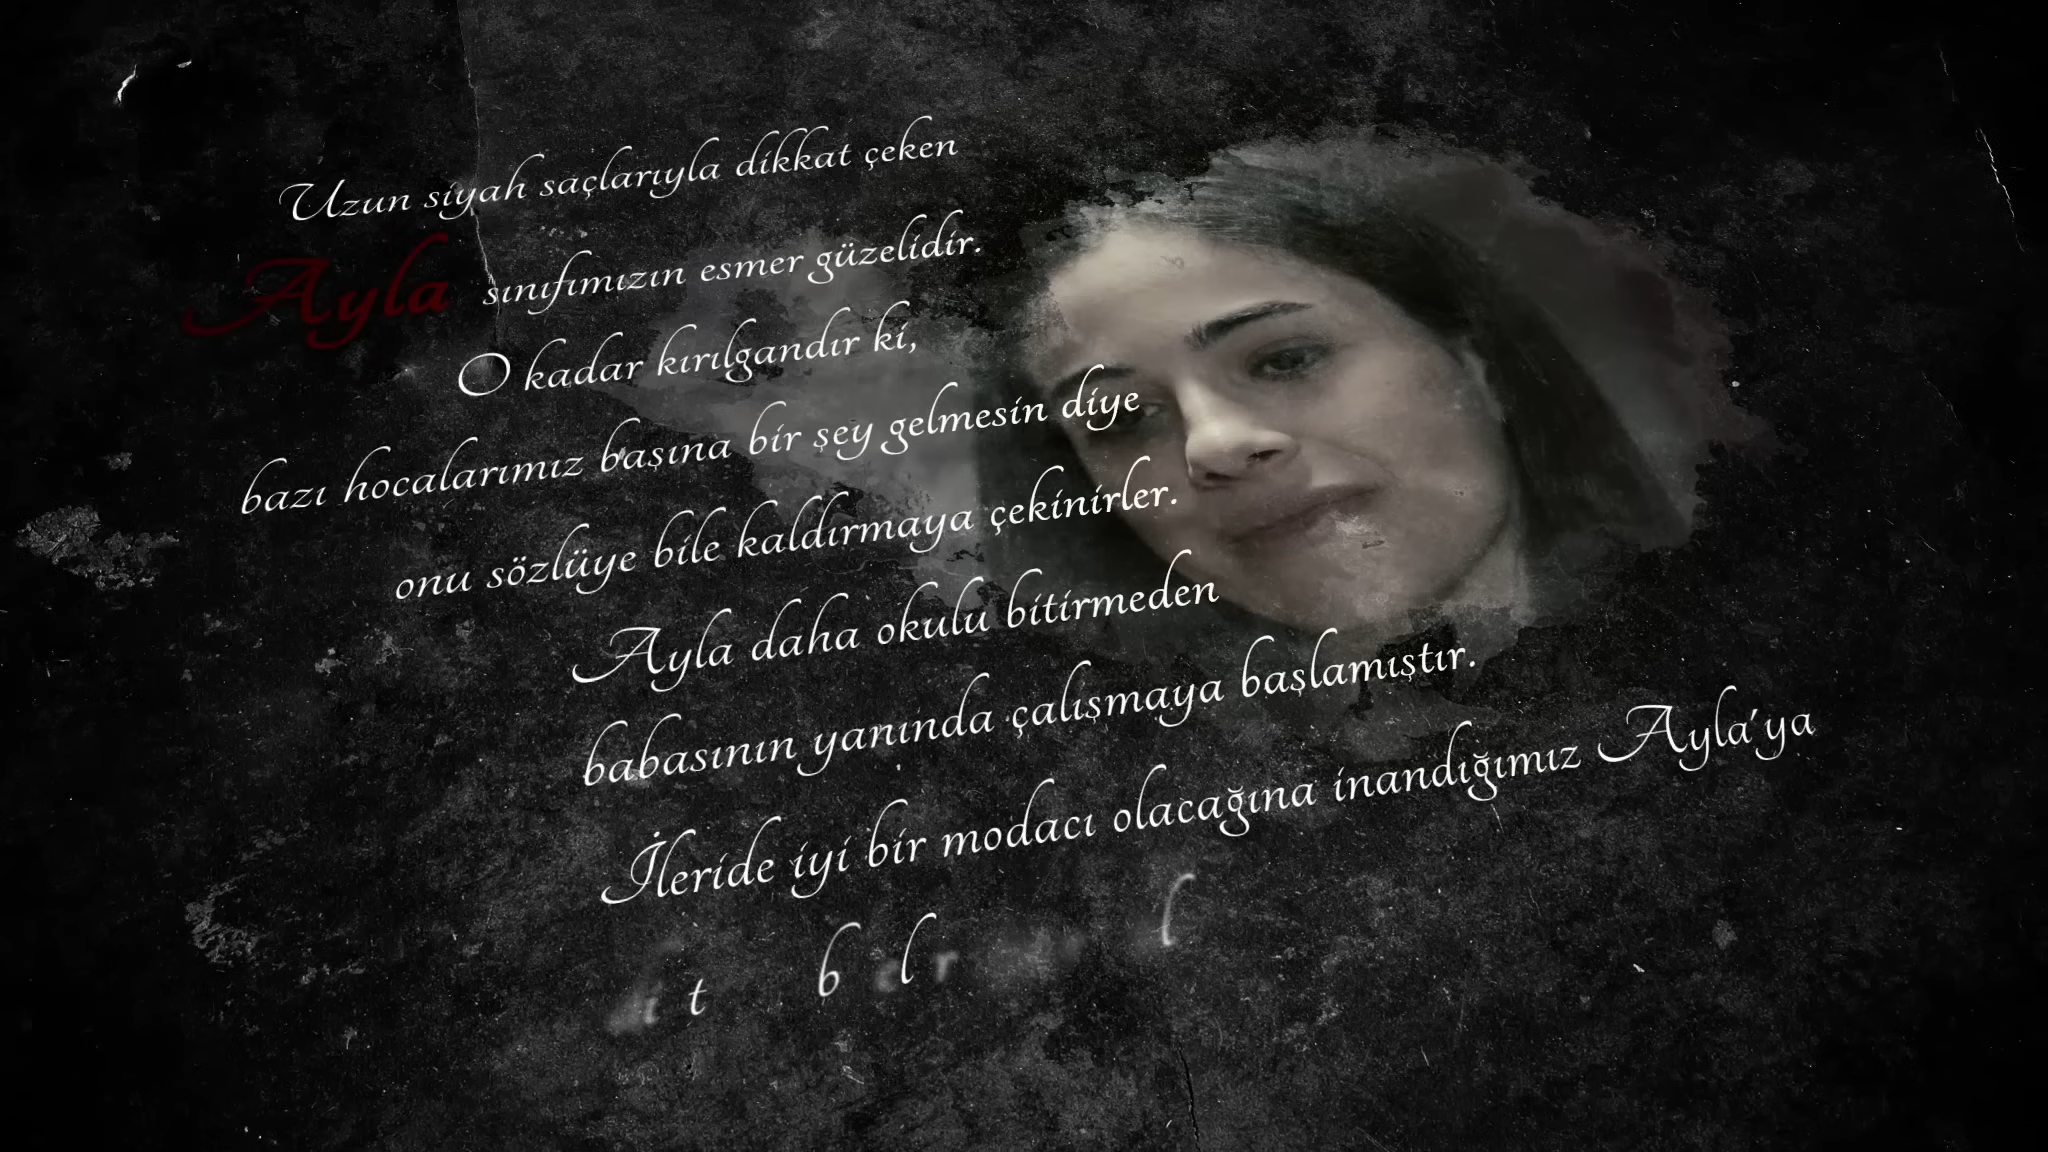 Uzun siyah saçlarıyla dikkat çeken
Ayla sınıfımızın esmer güzelidir.
O kadar kırılgandır ki,
bazı hocalarımız başına bir şey gelmesin diye
onu sözlüye bile kaldırmaya çekinirler.
Ayla daha okulu bitirmeden
babasının yanında çalışmaya başlamıştır.
İleride iyi bir modacı olacağına inandığımız Ayla'ya